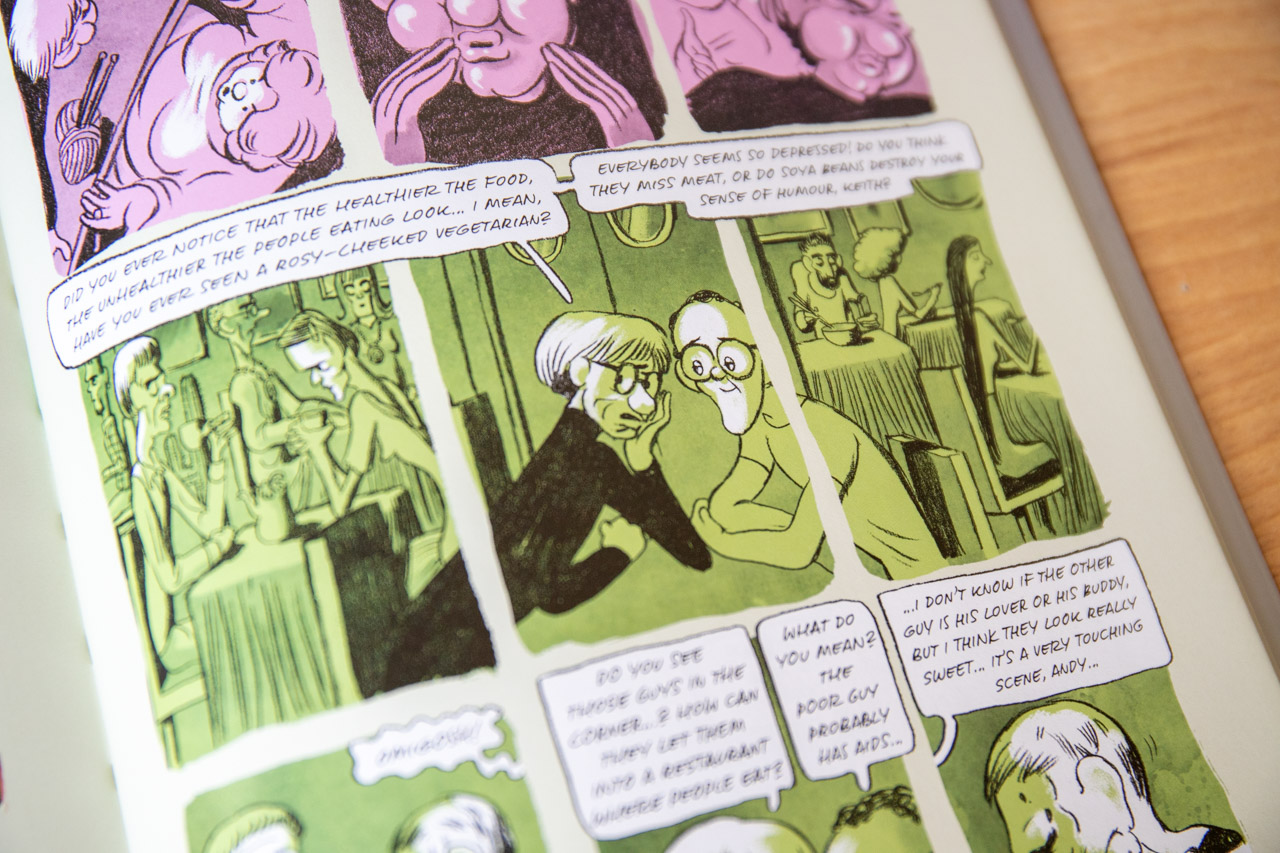 DID YOU EVER NOTICE THAT THE HEALTHIER THE FOOD,
THE UNHEALTHIER THE PEOPLE EATING LOOK... I MEAN,
HAVE YOU EVER SEEN A ROSY-CHEEKED VEGETARIAN?
EVERYBODY SEEMS SO DEPRESSED! DO YOU THINK
THEY MISS MEAT, OR DO SOYA BEANS DESTROY YOUR
SENSE OF HUMOUR, KEITH?
DO YOU SEE
THOSE GUYS IN THE
CORNER...? HOW CAN
THEY LET THEM
INTO A RESTAURANT
WHERE PEOPLE EAT?
WHAT DO
YOU MEAN?
THE
POOR GUY
PROBABLY
HAS AIDS...
...I DON'T KNOW IF THE OTHER
GUY IS HIS LOVER OR HIS BUDDY,
BUT I THINK THEY LOOK REALLY
SWEET... IT'S A VERY TOUCHING
SCENE, ANDY...